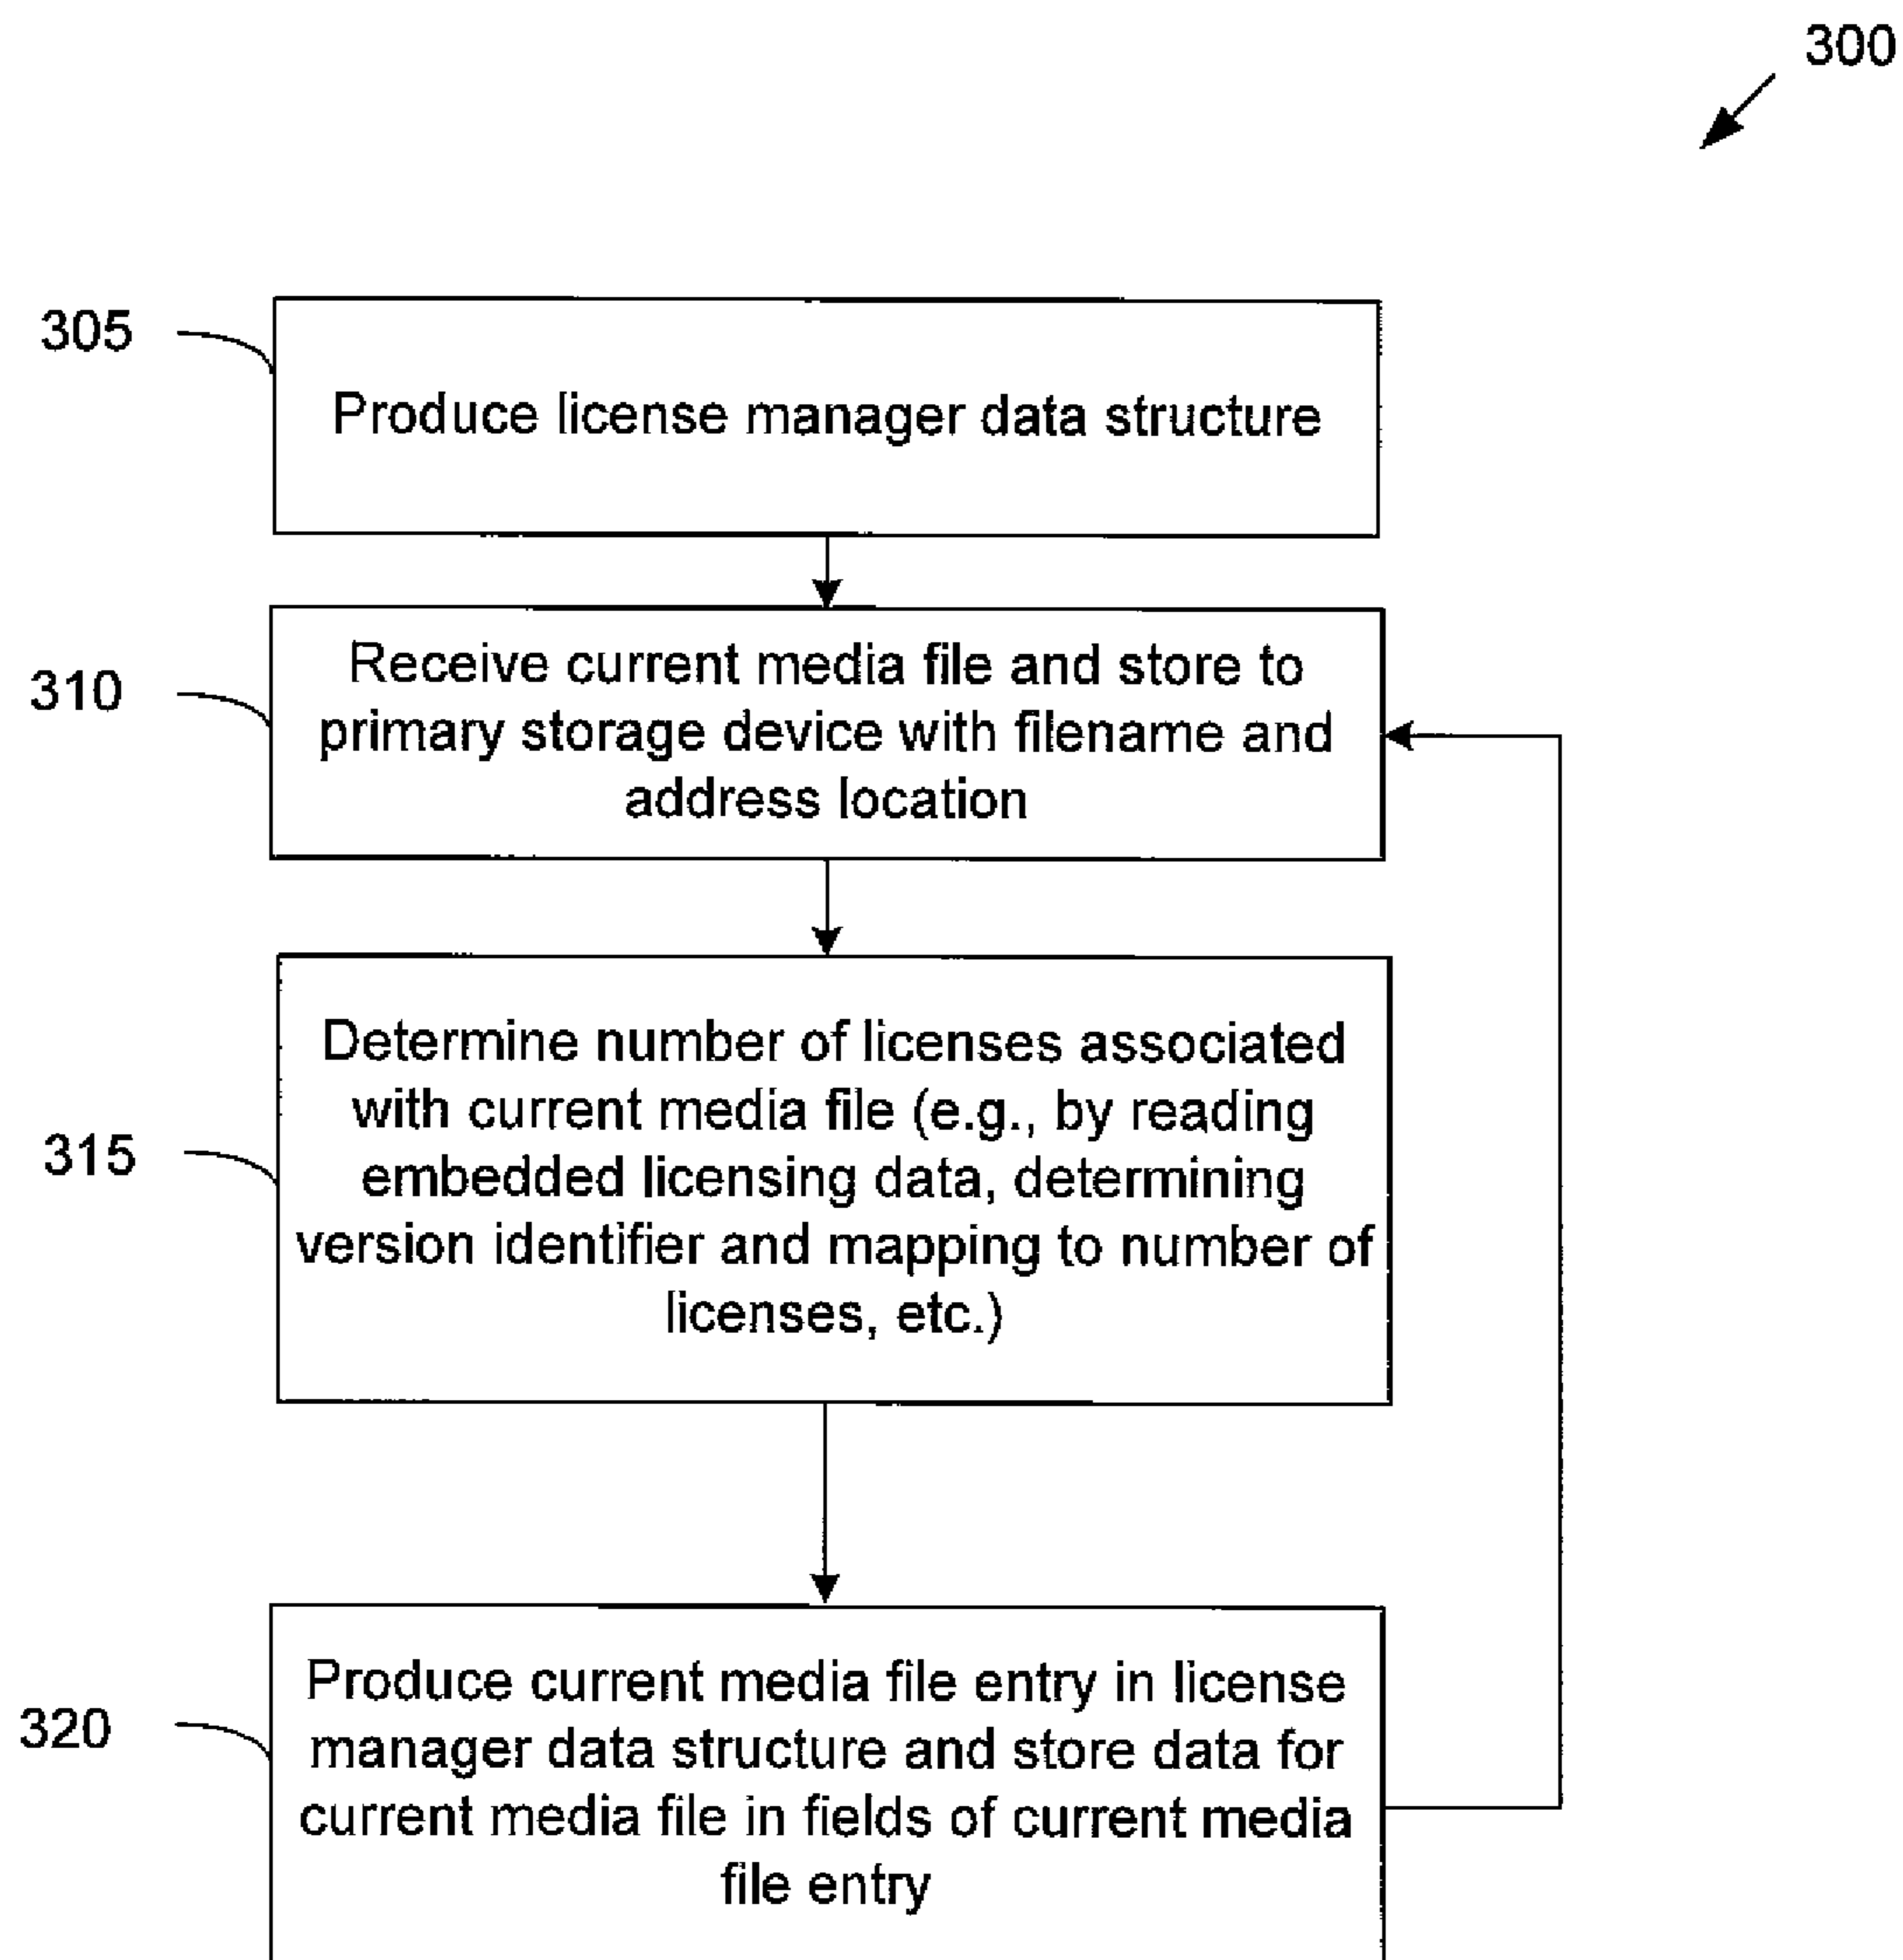 300
305
Produce license manager data structure
310
Receive current media file and store to
primary storage device with filename and
address location
315
Determine number of licenses associated
with current media file (e.g., by reading
embedded licensing data, determining
version identifier and mapping to number of
licenses, etc.)
320
Produce current media file entry in license
manager data structure and store data for
current media file in fields of current media
file entry